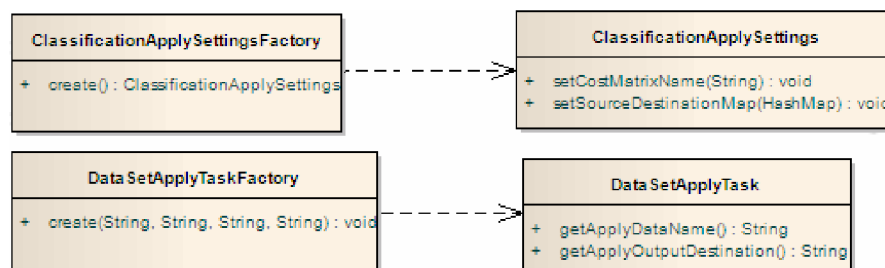 ClassificationApplySettingsFactory
+ create() : ClassificationApplySettings
ClassificationApplySettings
+ setCostMatrixName(String) : void
+ setSourceDestinationMap(HashMap) : void
DataSetApplyTaskFactory
+ create(String, String, String, String) : void
DataSetApplyTask
+ getApplyDataName() : String
+ getApplyOutputDestination() : String